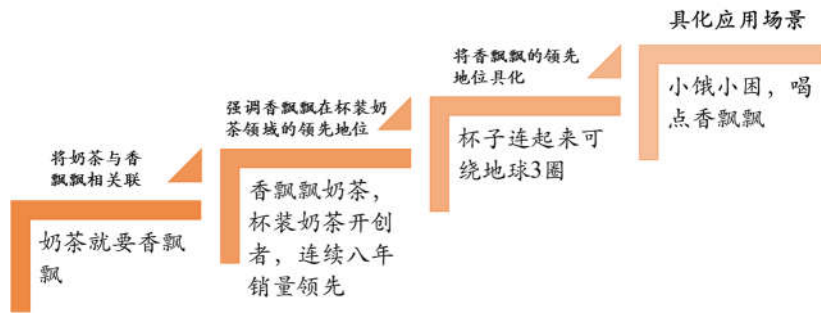 将奶茶与香
飘飘相关联
奶茶就要香飘
飘
强调香飘飘在杯装奶
茶领域的领先地位
香飘飘奶茶，
杯装奶茶开创
者，连续八年
销量领先
将香飘飘的领先
地位具化
杯子连起来可
绕地球3圈
具化应用场景
小饿小困，喝
点香飘飘